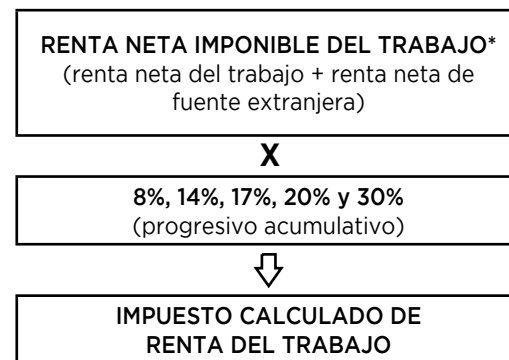 RENTA NETA IMPONIBLE DEL TRABAJO*
(renta neta del trabajo + renta neta de
fuente extranjera)
X
8%, 14%, 17%, 20% y 30%
(progresivo acumulativo)
IMPUESTO CALCULADO DE
RENTA DEL TRABAJO